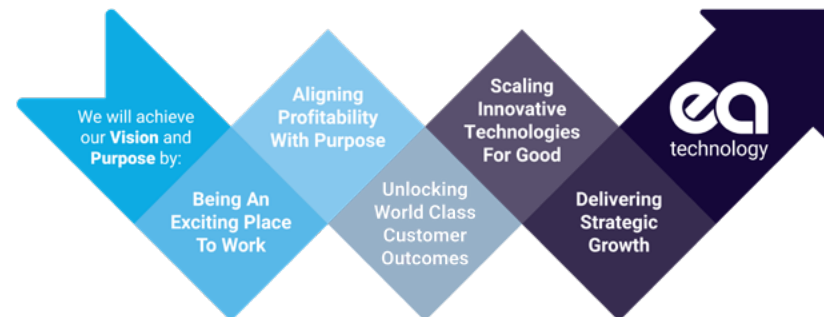 We will achieve
our Vision and
Purpose by:
Being An
Exciting Place
To Work
Aligning
Profitability
With Purpose
Unlocking
World Class
Customer
Outcomes
Scaling
Innovative
Technologies
For Good
Delivering
Strategic
Growth
ea
technology